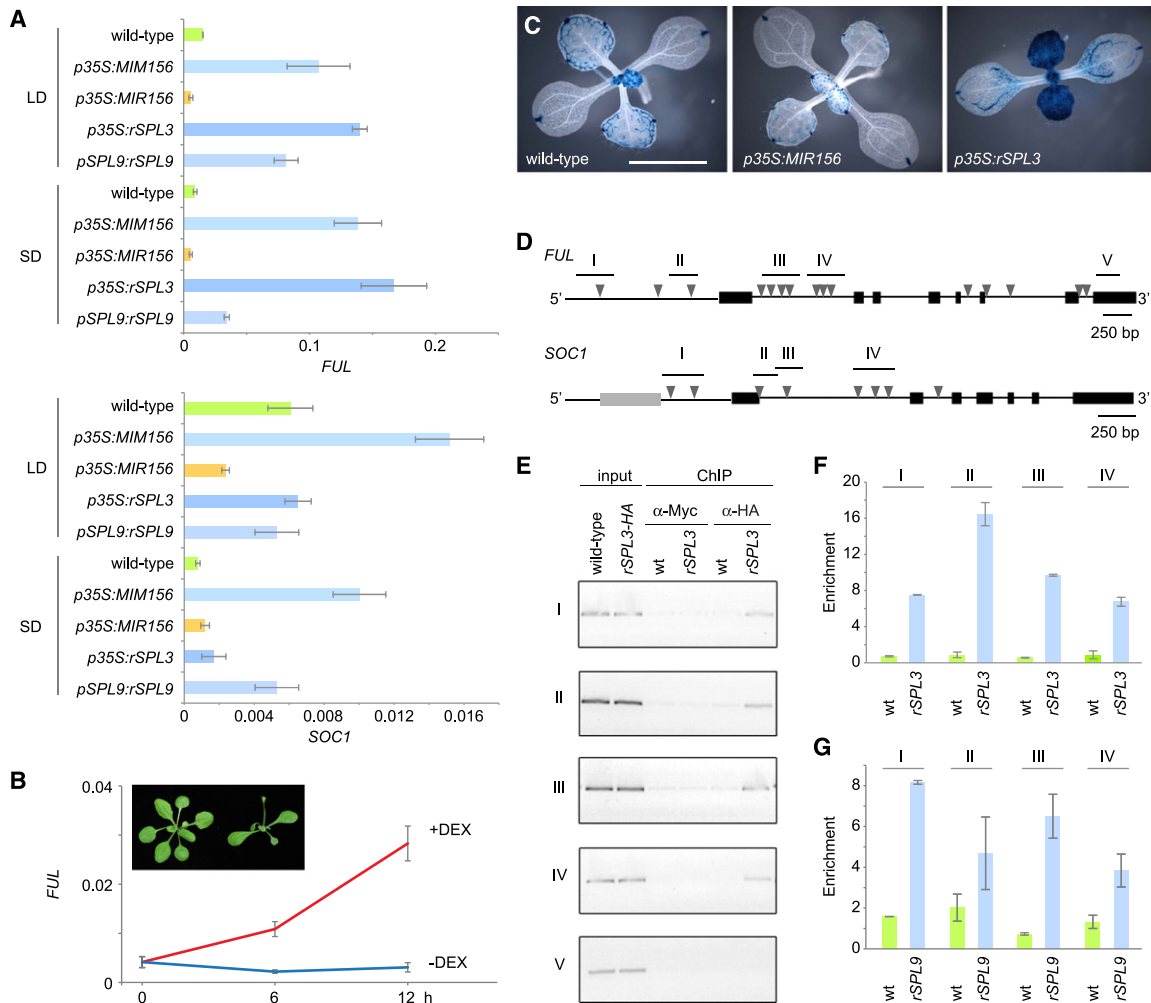 A
LD
wild-type
p35S:MIM156
p35S:MIR156
p35S:rSPL3
pSPL9:rSPL9
SD
wild-type
p35S:MIM156
p35S:MIR156
p35S:rSPL3
pSPL9:rSPL9
0 0.1 0.2
FUL
LD
wild-type
p35S:MIM156
p35S:MIR156
p35S:rSPL3
pSPL9:rSPL9
SD
wild-type
p35S:MIM156
p35S:MIR156
p35S:rSPL3
pSPL9:rSPL9
0 0.004 0.008 0.012 0.016
SOC1
B
FUL
0.04
0.02
0
+DEX
-DEX
0 6 12 h
C
wild-type
p35S:MIR156
p35S:rSPL3
D
FUL
I II III IV V
5' 3'
250 bp
SOC1
I II III IV
5' 3'
250 bp
E
input ChIP
α-Myc α-HA
wild-type rSPL3-HA wt rSPL3 wt rSPL3
I
II
III
IV
V
F
I II III IV
Enrichment
20
16
12
8
4
0
wt rSPL3 wt rSPL3 wt rSPL3 wt rSPL3
G
I II III IV
Enrichment
8
6
4
2
0
wt rSPL9 wt rSPL9 wt rSPL9 wt rSPL9